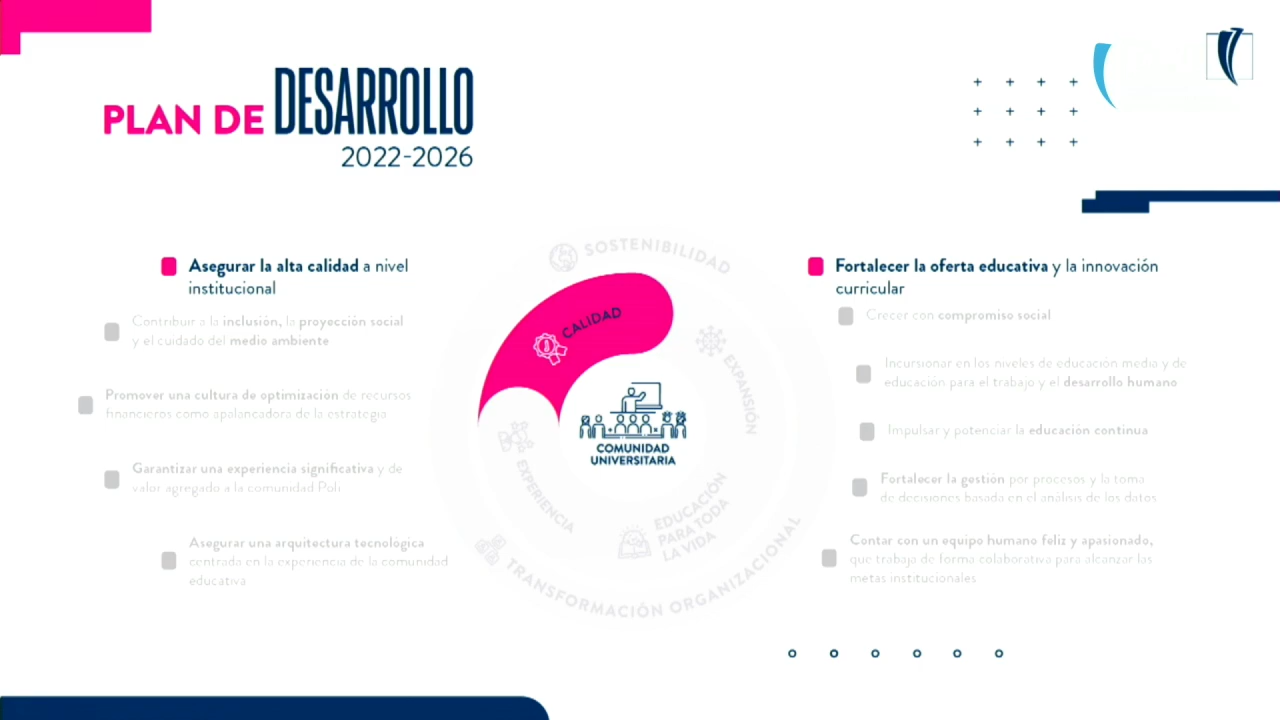 PLAN DE DESARROLLO
2022-2026
Asegurar la alta calidad a nivel
institucional
Contribuir a la inclusión, la proyección social
y el cuidado del medio ambiente
Promover una cultura de optimización de recursos
financieros como apalancadora de la estrategia
Garantizar una experiencia significativa y de
valor agregado a la comunidad Poli
Asegurar una arquitectura tecnológica
centrada en la experiencia de la comunidad
educativa
SOSTENIBILIDAD
CALIDAD
EXPANSIÓN
COMUNIDAD
UNIVERSITARIA
EXPERIENCIA
EDUCACIÓN
PARA TODA
LA VIDA
TRANSFORMACIÓN ORGANIZACIONAL
Fortalecer la oferta educativa y la innovación
curricular
Crecer con compromiso social
Incursionar en los niveles de educación media y de
educación para el trabajo y el desarrollo humano
Impulsar y potenciar la educación continua
Fortalecer la gestión por procesos y la toma
de decisiones basada en el análisis de los datos
Contar con un equipo humano feliz y apasionado,
que trabaja de forma colaborativa para alcanzar las
metas institucionales